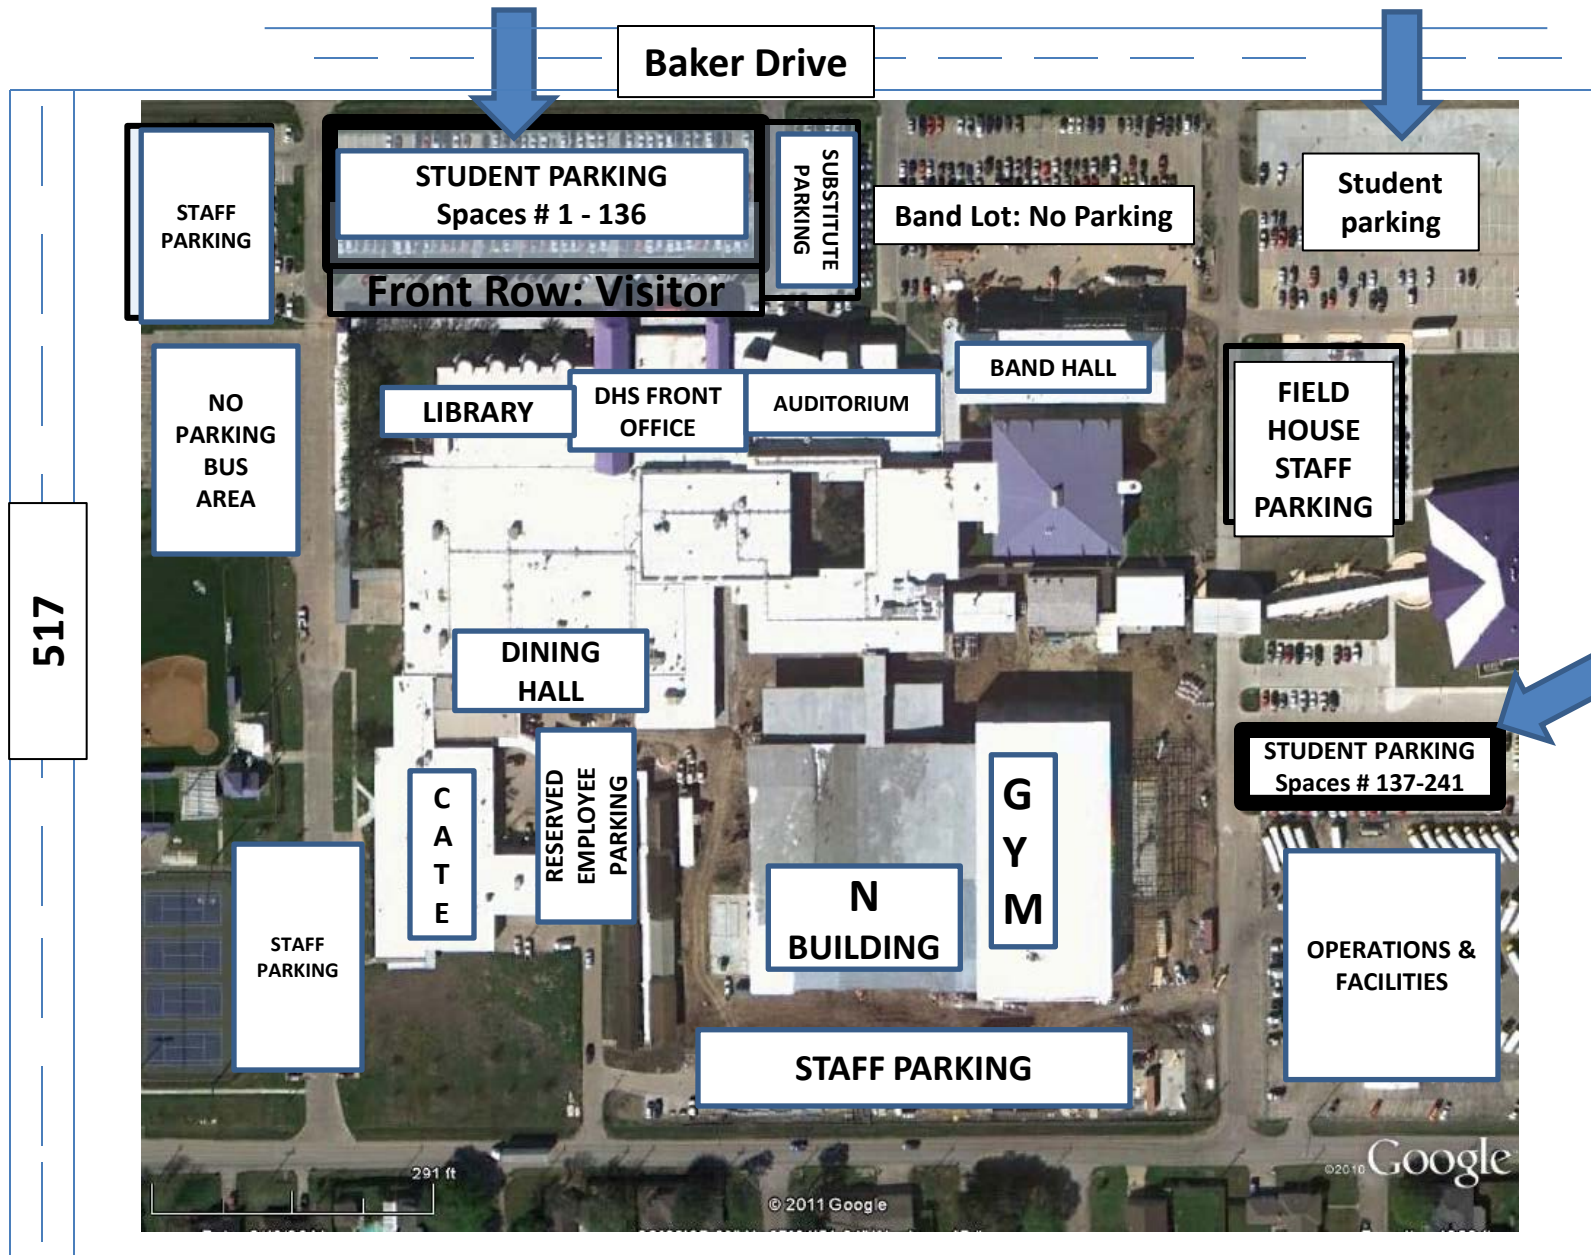 Baker Drive
STAFF
PARKING
STUDENT PARKING
Spaces # 1 - 136
Front Row: Visitor
SUBSTITUTE
PARKING
Band Lot: No Parking
Student
parking
NO
PARKING
BUS
AREA
LIBRARY
DHS FRONT
OFFICE
AUDITORIUM
BAND HALL
FIELD
HOUSE
STAFF
PARKING
517
DINING
HALL
STUDENT PARKING
Spaces # 137-241
C
A
T
E
RESERVED
EMPLOYEE
PARKING
G
Y
M
N
BUILDING
STAFF
PARKING
OPERATIONS &
FACILITIES
STAFF PARKING
291 ft
©2010 Google
© 2011 Google